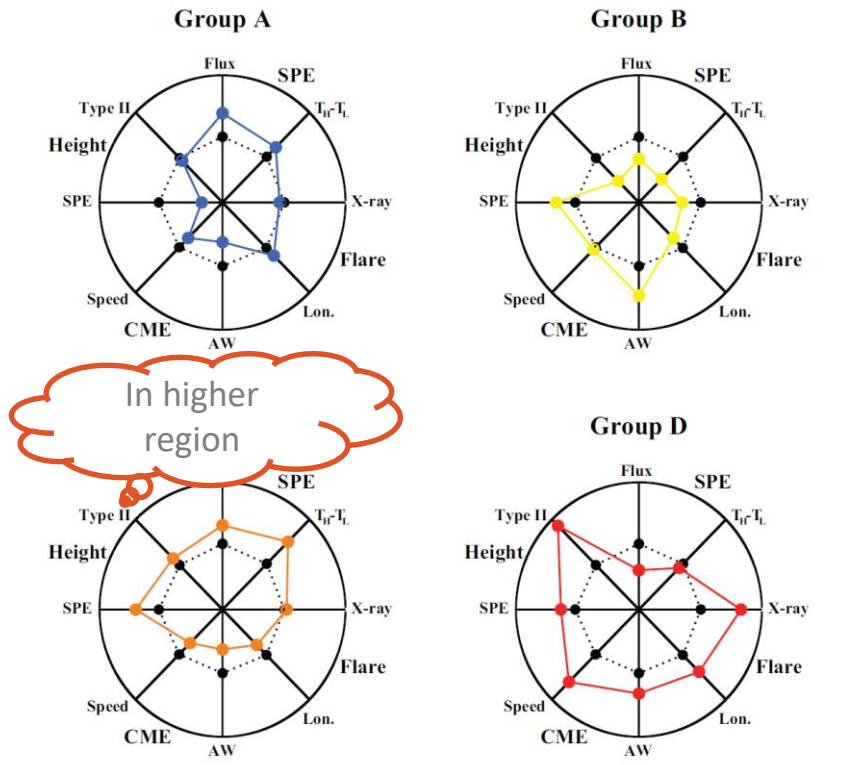 Group A
Group B
Flux
SPE
T_H-T_L
Type II
Height
SPE
X-ray
Flare
Speed
Lon.
CME
AW
Flux
SPE
T_H-T_L
Type II
Height
SPE
X-ray
Flare
Speed
Lon.
CME
AW
In higher
region
Group D
SPE
T_H-T_L
Type II
Height
SPE
X-ray
Flare
Speed
Lon.
CME
AW
Flux
SPE
T_H-T_L
Type II
Height
SPE
X-ray
Flare
Speed
Lon.
CME
AW